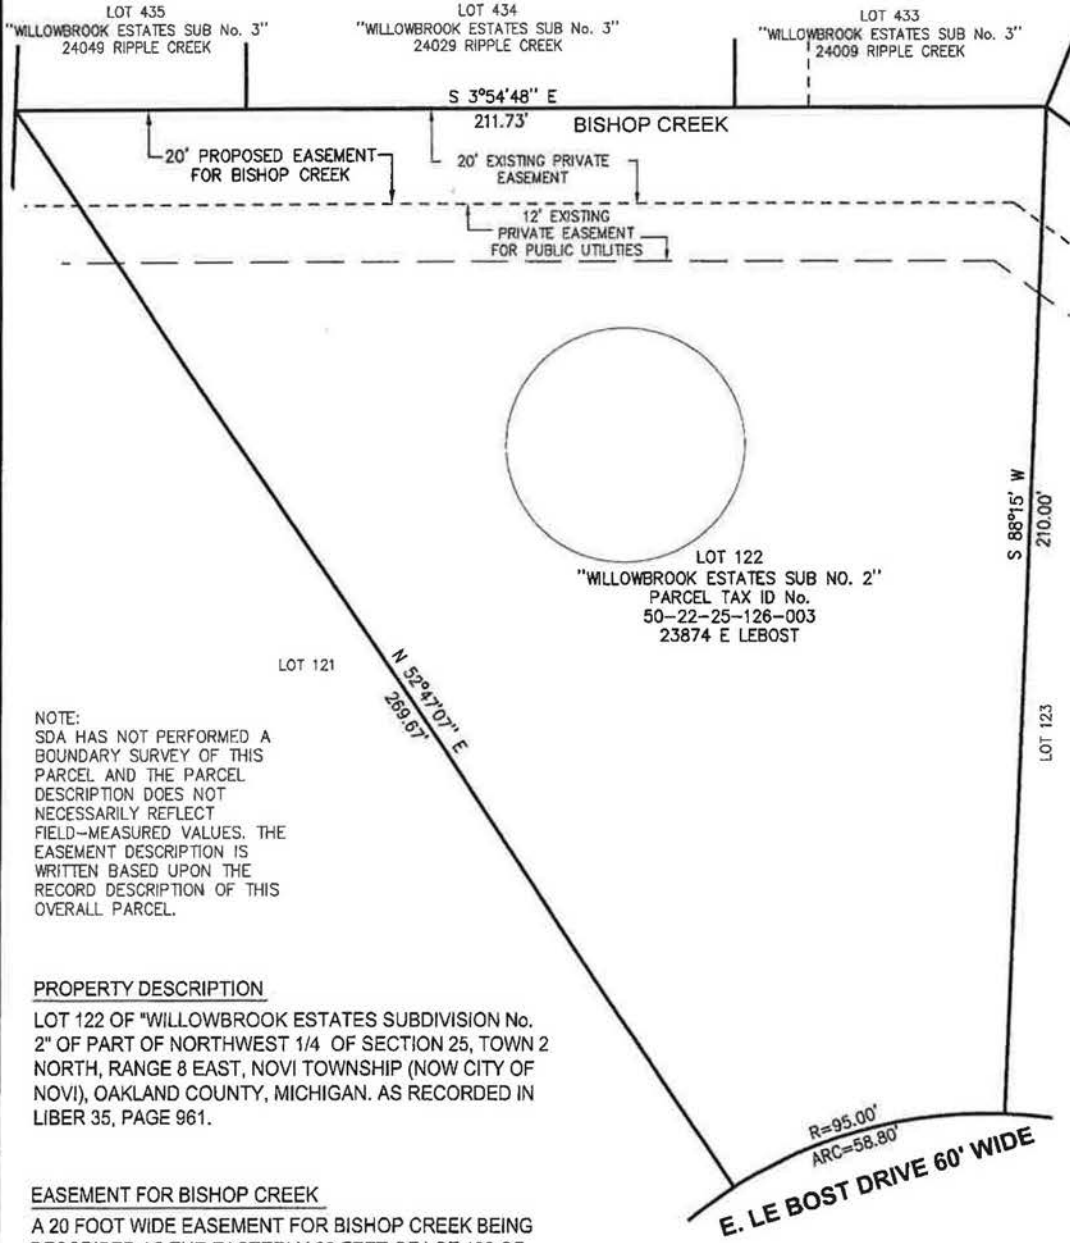 LOT 435
"WILLOWBROOK ESTATES SUB No. 3"
24049 RIPPLE CREEK
LOT 434
"WILLOWBROOK ESTATES SUB No. 3"
24029 RIPPLE CREEK
LOT 433
"WILLOWBROOK ESTATES SUB No. 3"
24009 RIPPLE CREEK
S 3°54'48" E
211.73'
BISHOP CREEK
20' PROPOSED EASEMENT
FOR BISHOP CREEK
20' EXISTING PRIVATE
EASEMENT
12' EXISTING
PRIVATE EASEMENT
FOR PUBLIC UTILITIES
S 88°15' W
210.00'
LOT 122
"WILLOWBROOK ESTATES SUB NO. 2"
PARCEL TAX ID No.
50-22-25-126-003
23874 E LEBOST
LOT 121
N 52°47'07" E
269.67'
LOT 123
NOTE:
SDA HAS NOT PERFORMED A
BOUNDARY SURVEY OF THIS
PARCEL AND THE PARCEL
DESCRIPTION DOES NOT
NECESSARILY REFLECT
FIELD-MEASURED VALUES. THE
EASEMENT DESCRIPTION IS
WRITTEN BASED UPON THE
RECORD DESCRIPTION OF THIS
OVERALL PARCEL.
PROPERTY DESCRIPTION
LOT 122 OF "WILLOWBROOK ESTATES SUBDIVISION No.
2" OF PART OF NORTHWEST 1/4 OF SECTION 25, TOWN 2
NORTH, RANGE 8 EAST, NOVI TOWNSHIP (NOW CITY OF
NOVI), OAKLAND COUNTY, MICHIGAN. AS RECORDED IN
LIBER 35, PAGE 961.
R=95.00'
ARC=58.80'
E. LE BOST DRIVE 60' WIDE
EASEMENT FOR BISHOP CREEK
A 20 FOOT WIDE EASEMENT FOR BISHOP CREEK BEING